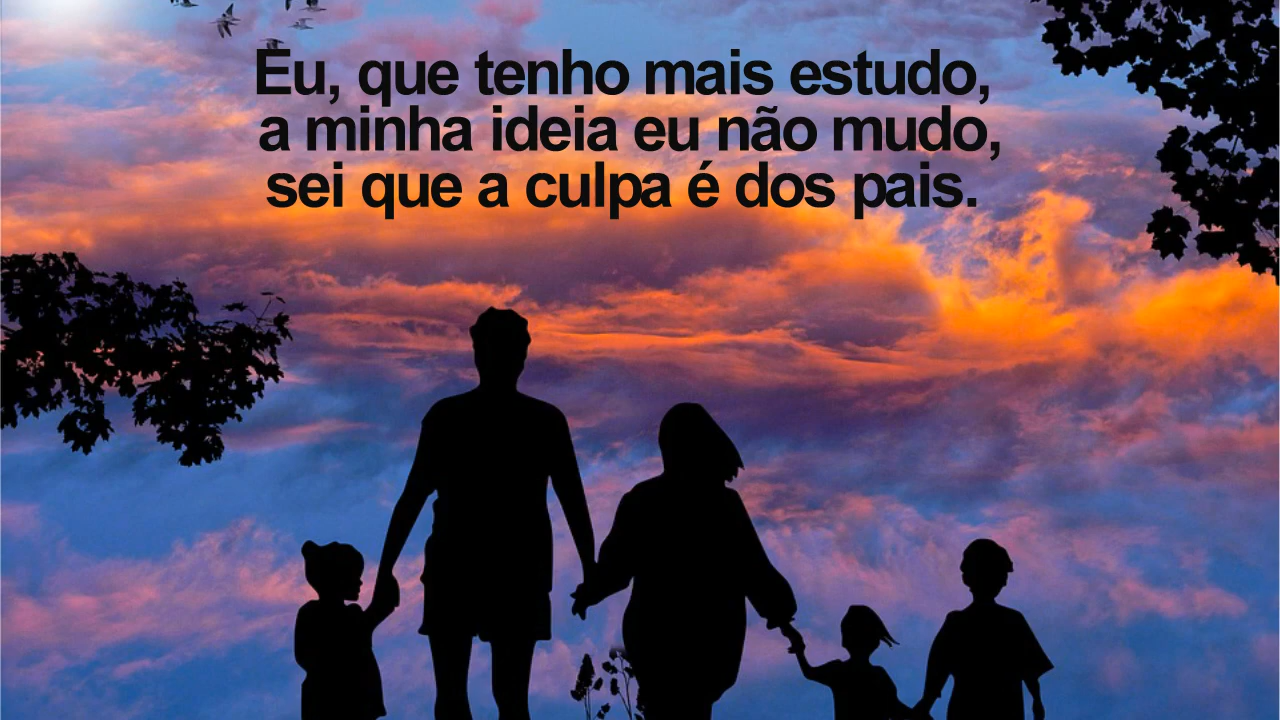 Eu, que tenho mais estudo,
a minha ideia eu não mudo,
sei que a culpa é dos pais.